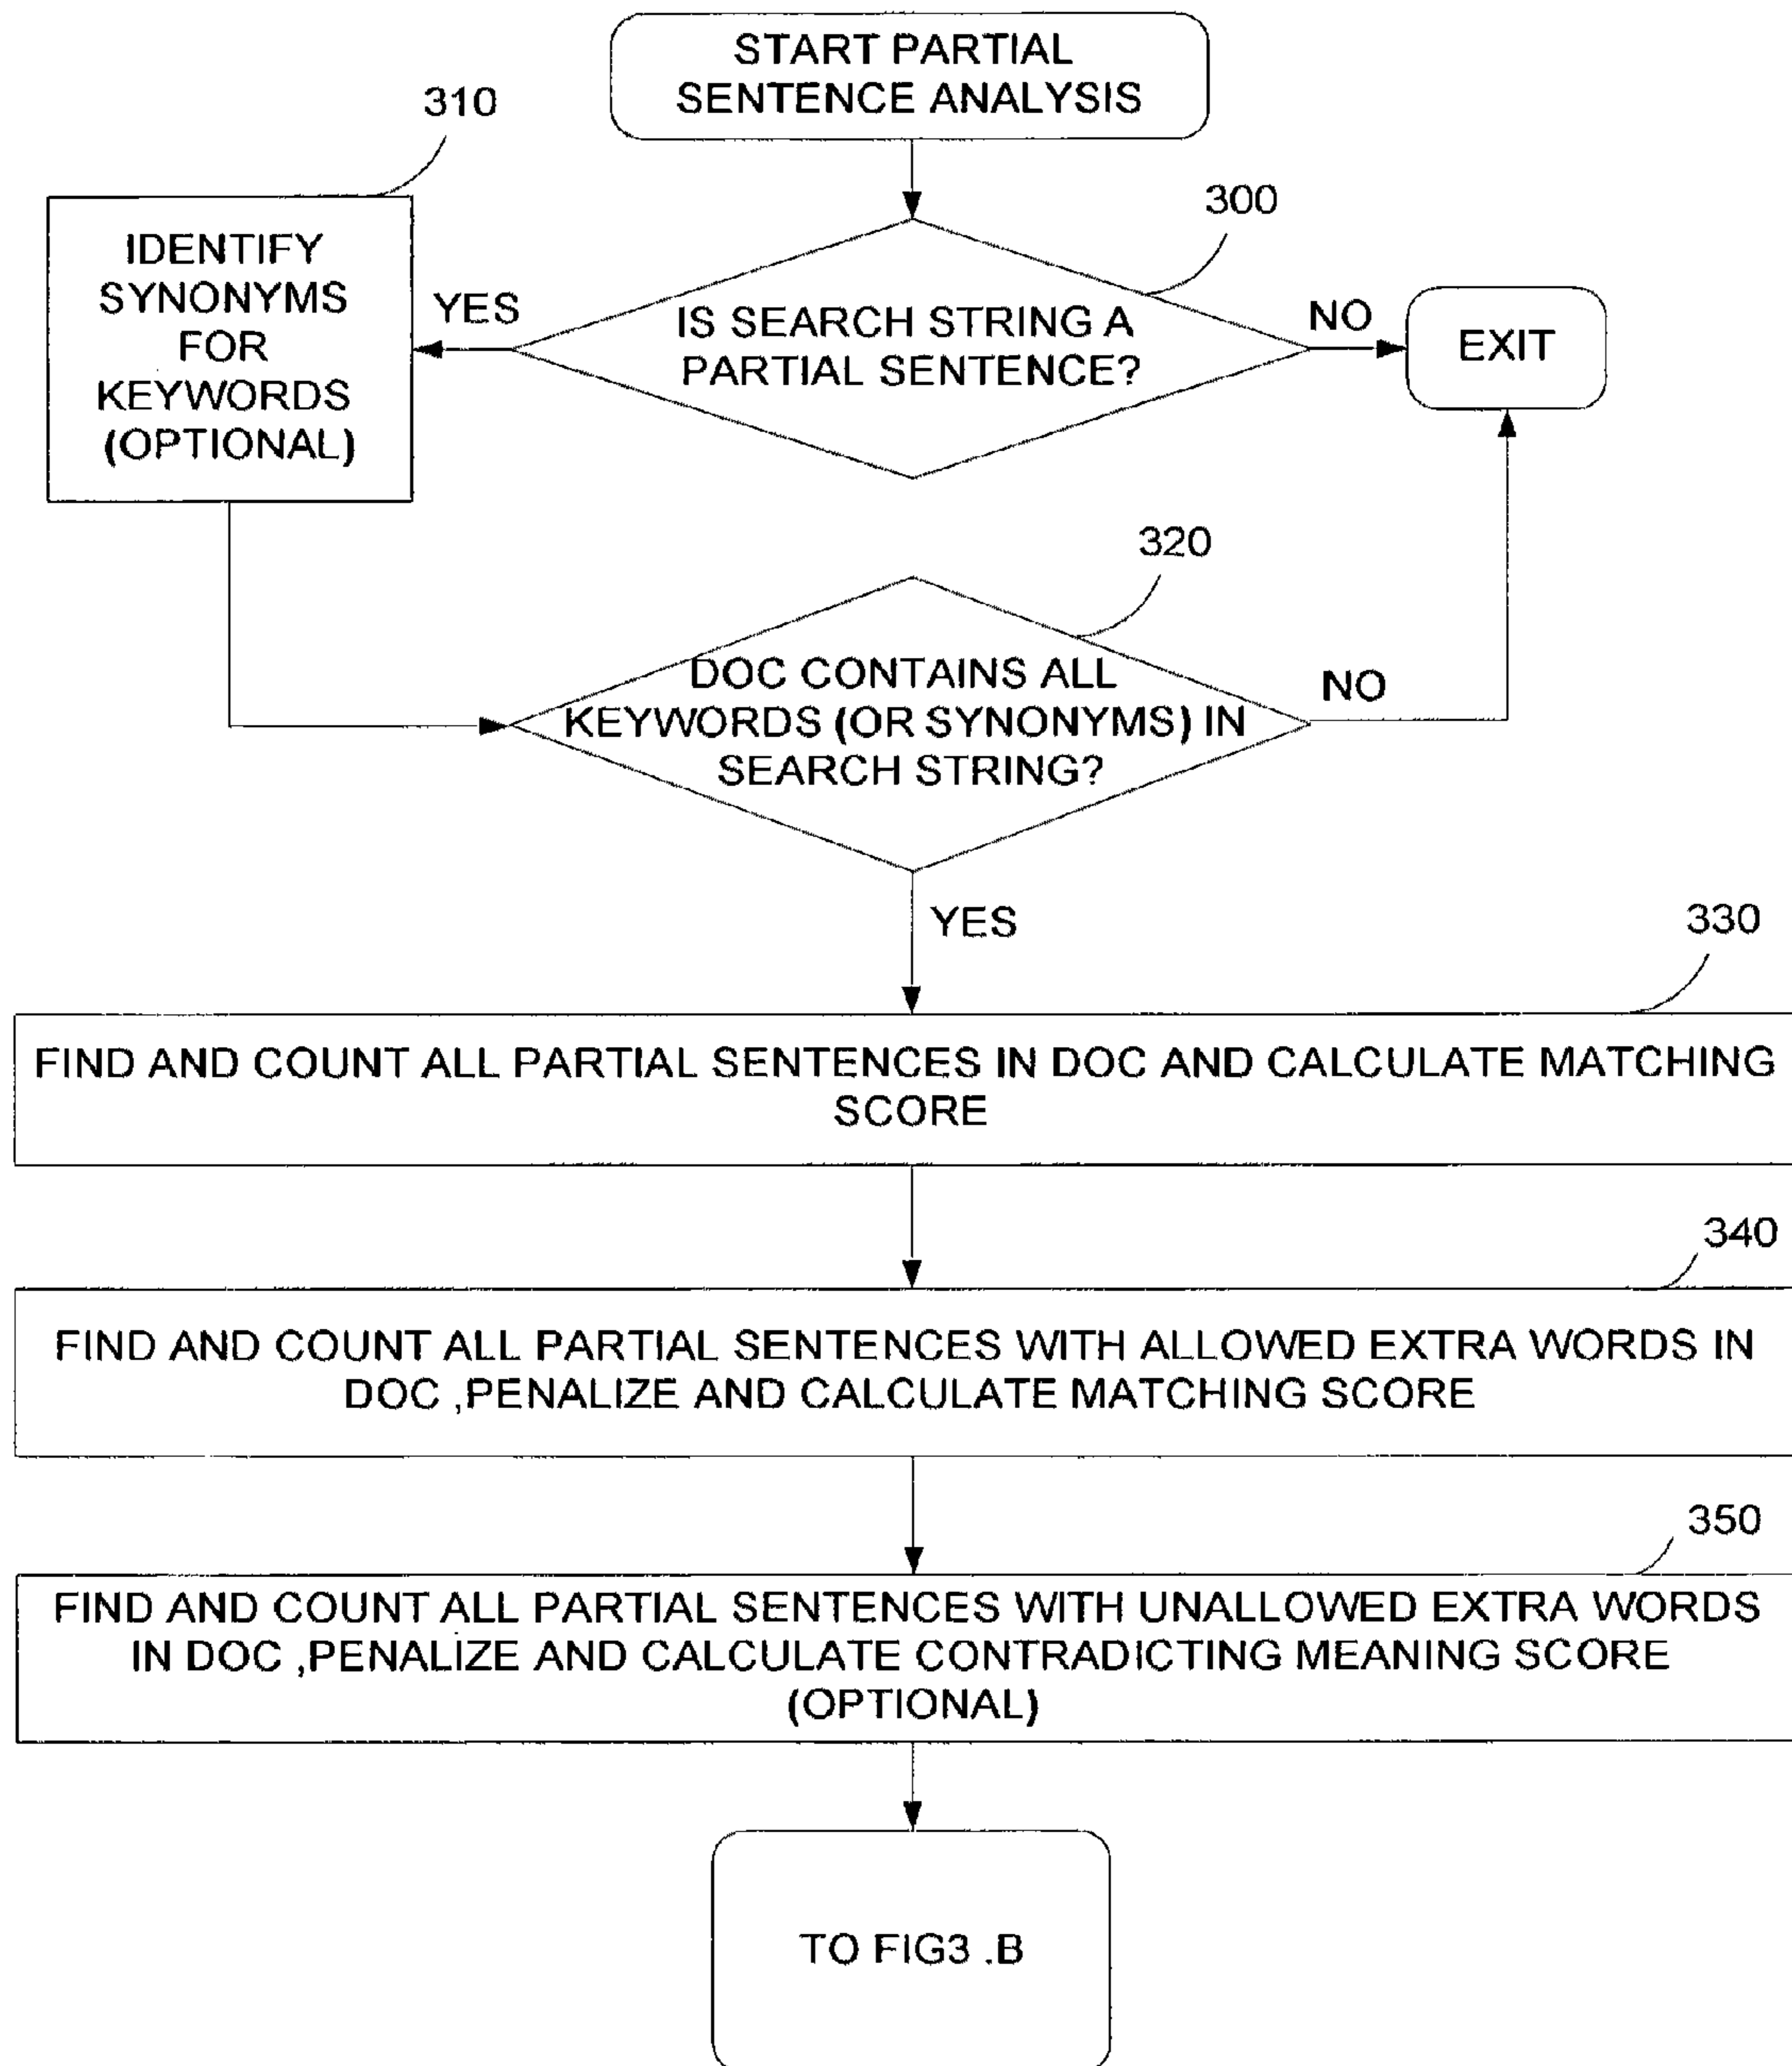 START PARTIAL
SENTENCE ANALYSIS
310
300
IDENTIFY
SYNONYMS
FOR
KEYWORDS
(OPTIONAL)
YES
IS SEARCH STRING A
PARTIAL SENTENCE?
NO
EXIT
320
DOC CONTAINS ALL
KEYWORDS (OR SYNONYMS) IN
SEARCH STRING?
NO
YES
330
FIND AND COUNT ALL PARTIAL SENTENCES IN DOC AND CALCULATE MATCHING
SCORE
340
FIND AND COUNT ALL PARTIAL SENTENCES WITH ALLOWED EXTRA WORDS IN
DOC ,PENALIZE AND CALCULATE MATCHING SCORE
350
FIND AND COUNT ALL PARTIAL SENTENCES WITH UNALLOWED EXTRA WORDS
IN DOC ,PENALIZE AND CALCULATE CONTRADICTING MEANING SCORE
(OPTIONAL)
TO FIG3 .B